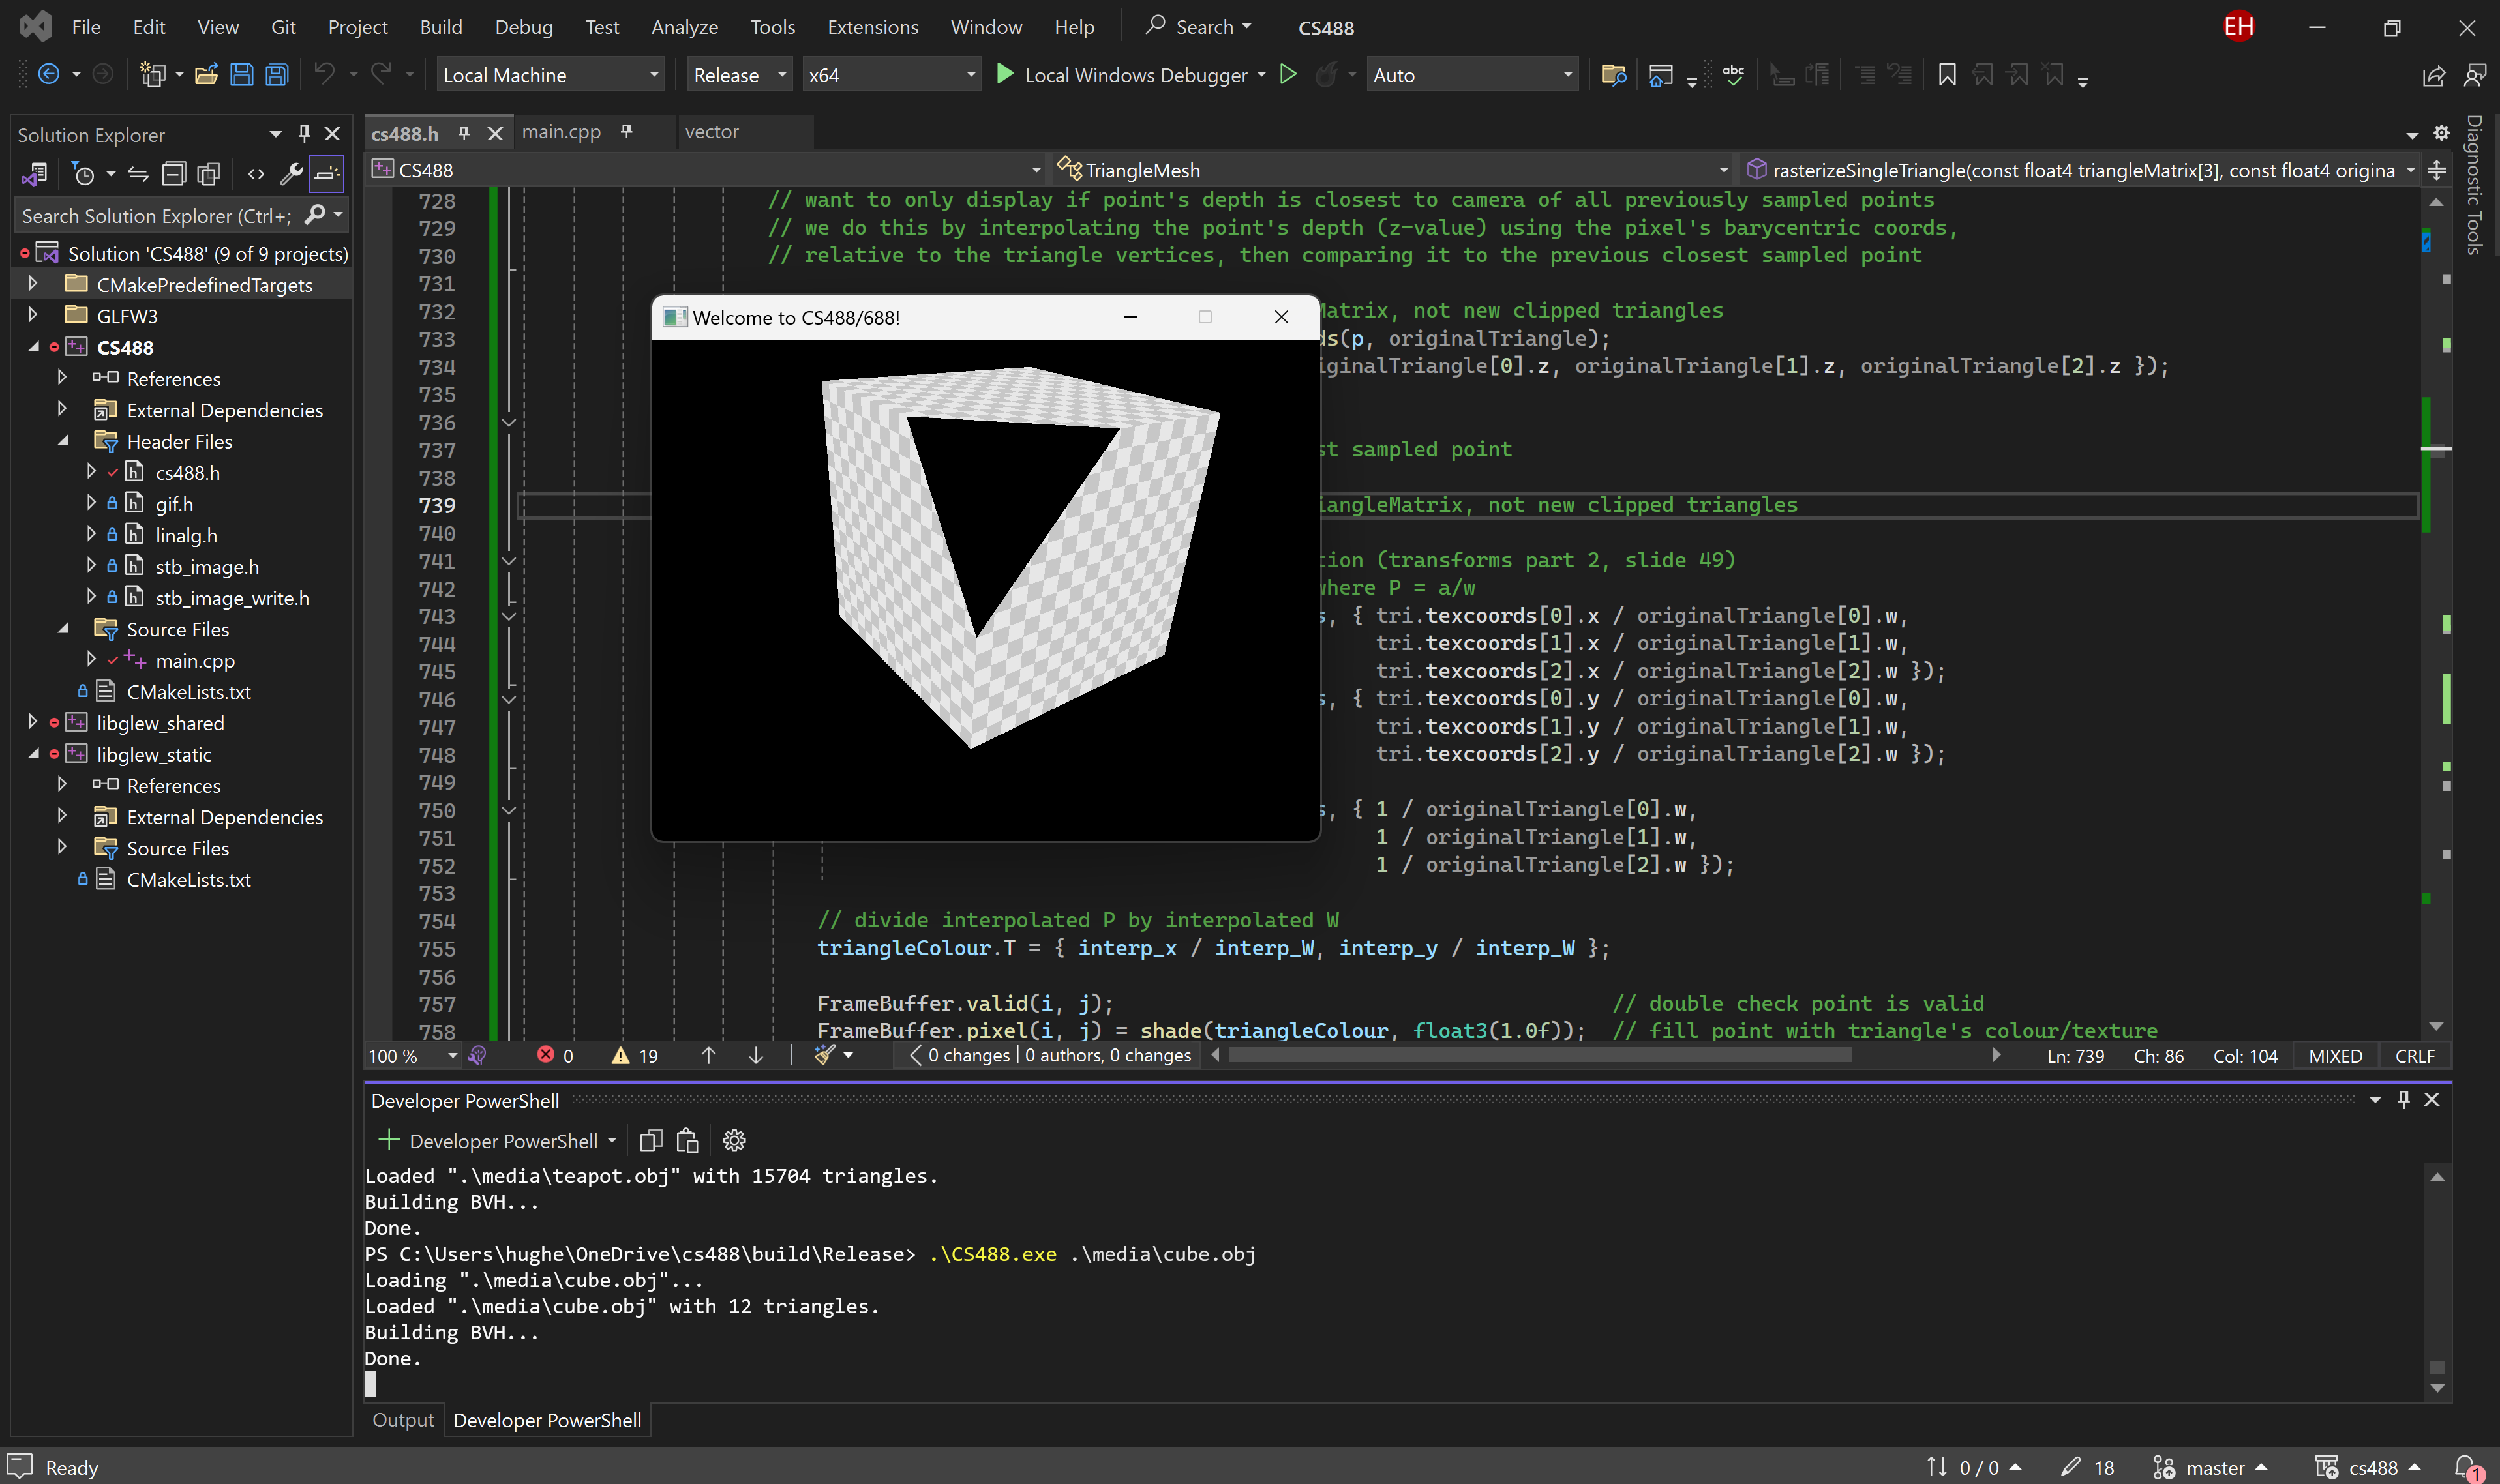 File Edit View Git Project Build Debug Test Analyze Tools Extensions Window Help Search CS488 EH
Local Machine Release x64 Local Windows Debugger Auto
Solution Explorer
Search Solution Explorer (Ctrl+;
Solution 'CS488' (9 of 9 projects)
CMakePredefinedTargets
GLFW3
CS488
References
External Dependencies
Header Files
cs488.h
gif.h
linalg.h
stb_image.h
stb_image_write.h
Source Files
main.cpp
CMakeLists.txt
libglew_shared
libglew_static
References
External Dependencies
Source Files
CMakeLists.txt
cs488.h main.cpp vector
CS488 TriangleMesh rasterizeSingleTriangle(const float4 triangleMatrix[3], const float4 origina
728 // want to only display if point's depth is closest to camera of all previously sampled points
729 // we do this by interpolating the point's depth (z-value) using the pixel's barycentric coords,
730 // relative to the triangle vertices, then comparing it to the previous closest sampled point
731
732 Matrix, not new clipped triangles
733 ds(p, originalTriangle);
734 iginalTriangle[0].z, originalTriangle[1].z, originalTriangle[2].z });
735
736
737 st sampled point
738
739 iangleMatrix, not new clipped triangles
740
741 tion (transforms part 2, slide 49)
742 where P = a/w
743 s, { tri.texcoords[0].x / originalTriangle[0].w,
744 tri.texcoords[1].x / originalTriangle[1].w,
745 tri.texcoords[2].x / originalTriangle[2].w });
746 s, { tri.texcoords[0].y / originalTriangle[0].w,
747 tri.texcoords[1].y / originalTriangle[1].w,
748 tri.texcoords[2].y / originalTriangle[2].w });
749
750 s, { 1 / originalTriangle[0].w,
751 1 / originalTriangle[1].w,
752 1 / originalTriangle[2].w });
753
754 // divide interpolated P by interpolated W
755 triangleColour.T = { interp_x / interp_W, interp_y / interp_W };
756
757 FrameBuffer.valid(i, j); // double check point is valid
758 FrameBuffer.pixel(i, j) = shade(triangleColour, float3(1.0f)); // fill point with triangle's colour/texture
Welcome to CS488/688!
Diagnostic Tools
100 % 0 19 0 changes | 0 authors, 0 changes Ln: 739 Ch: 86 Col: 104 MIXED CRLF
Developer PowerShell
Developer PowerShell
Loaded ".\media\teapot.obj" with 15704 triangles.
Building BVH...
Done.
PS C:\Users\hughe\OneDrive\cs488\build\Release> .\CS488.exe .\media\cube.obj
Loading ".\media\cube.obj"...
Loaded ".\media\cube.obj" with 12 triangles.
Building BVH...
Done.
Output Developer PowerShell
Ready 0 / 0 18 master cs488 1